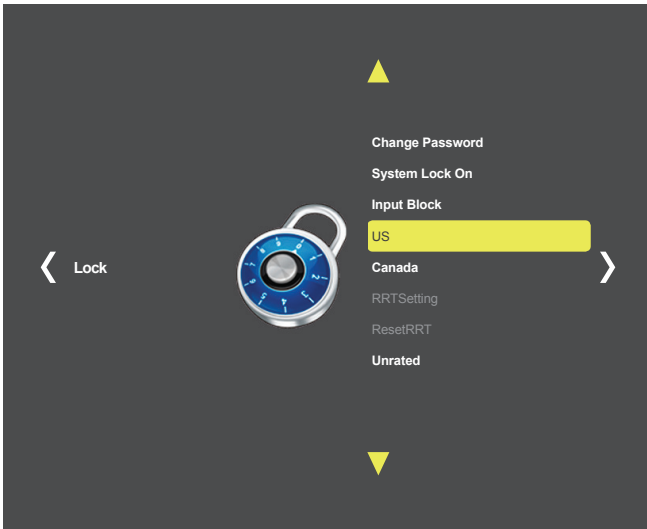 Change Password
System Lock On
Input Block
US
Lock
Canada
RRTSetting
ResetRRT
Unrated